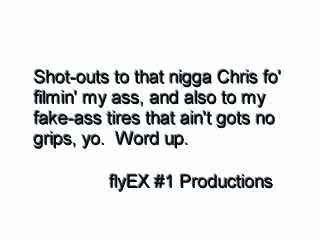 Shot-outs to that nigga Chris fo'
filmin' my ass, and also to my
fake-ass tires that ain't gots no
grips, yo.  Word up.
flyEX #1 Productions